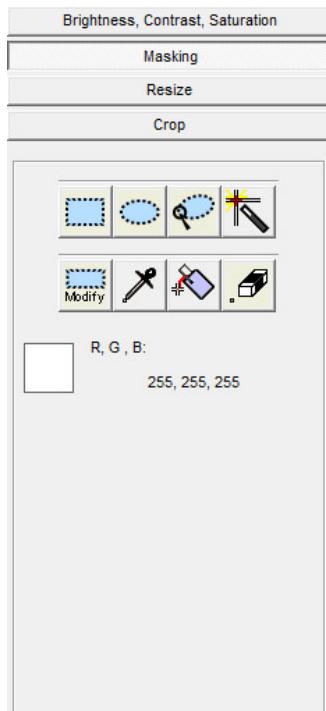 Brightness, Contrast, Saturation
Masking
Resize
Crop
Modify
R, G , B:
255, 255, 255